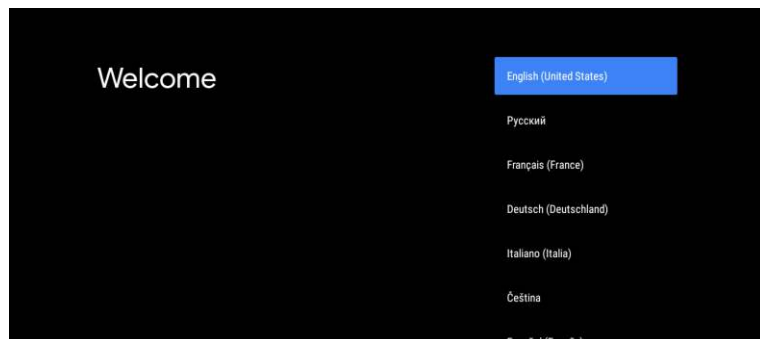 Welcome
English (United States)
Русский
Français (France)
Deutsch (Deutschland)
Italiano (Italia)
Čeština